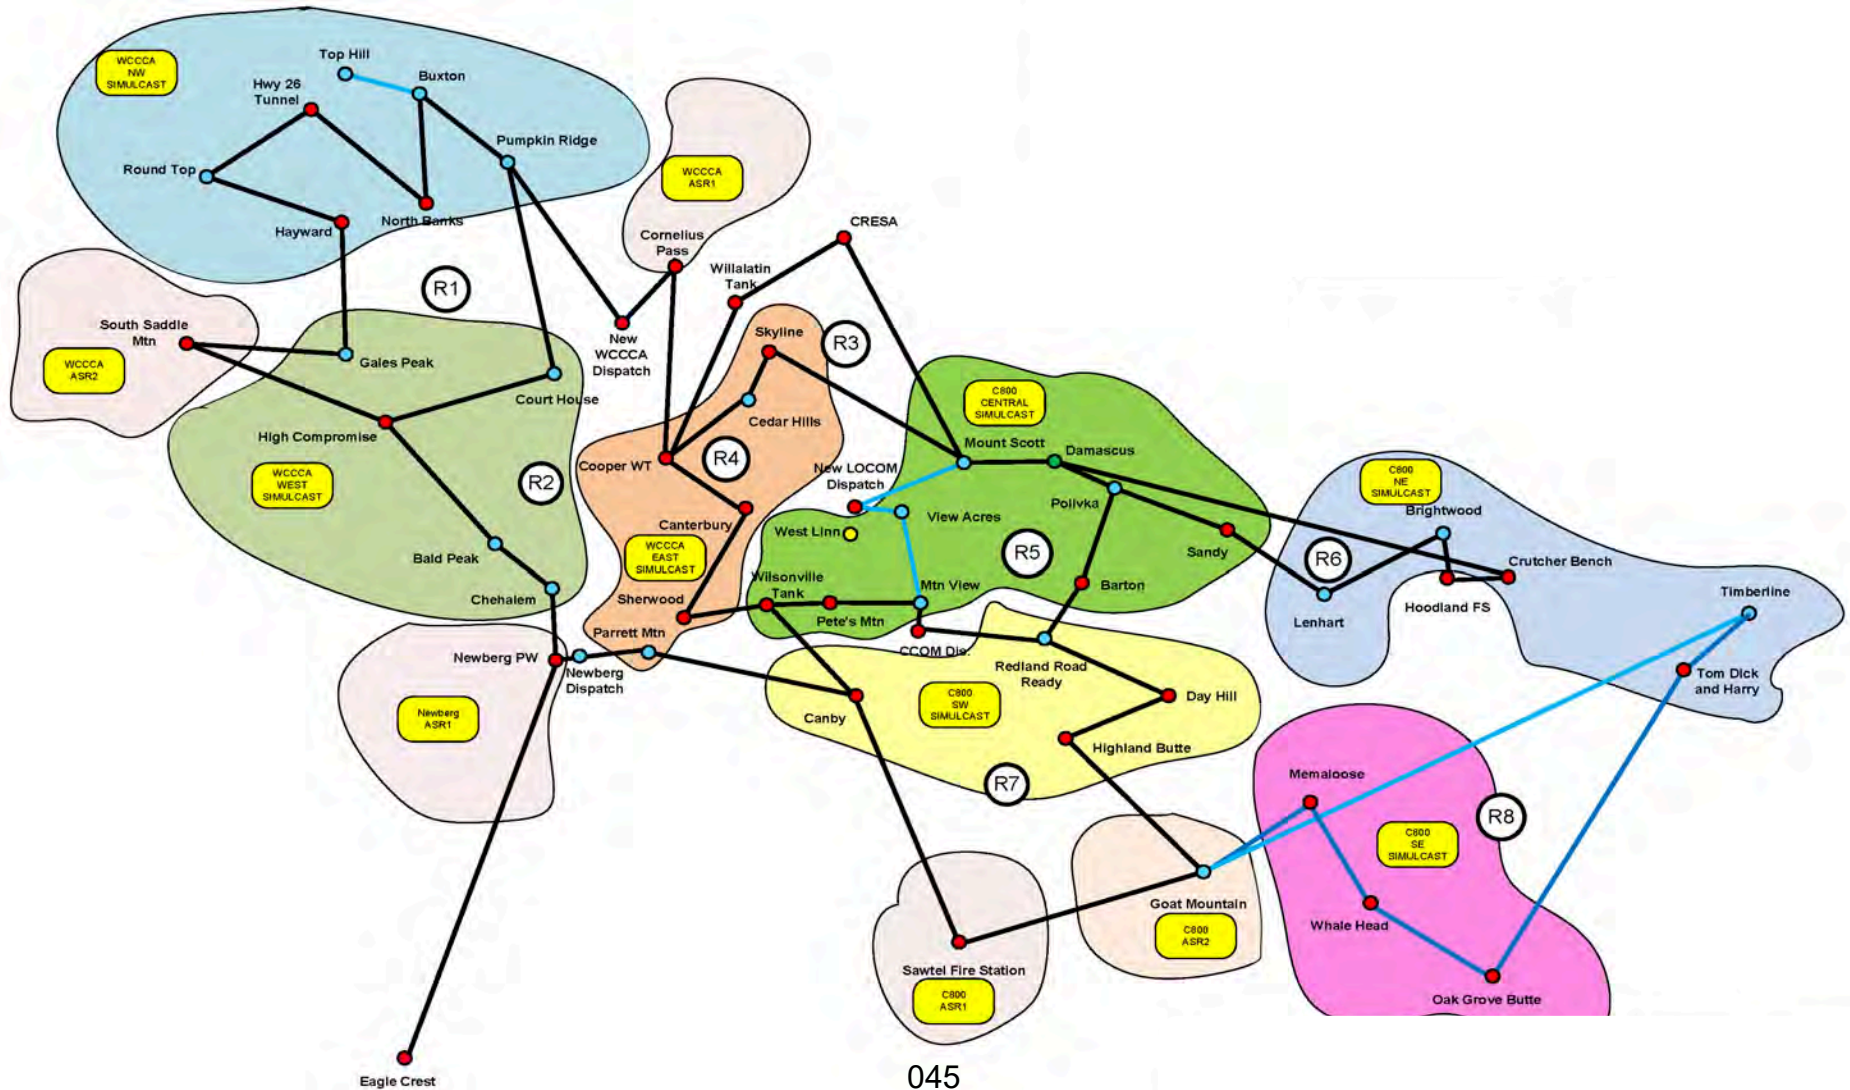 WCCCA
NW
SIMULCAST
Top Hill
Buxton
Hwy 26
Tunnel
Pumpkin Ridge
Round Top
North Banks
Hayward
WCCCA
ASR1
Cornelius
Pass
CRESA
Willalatin
Tank
R1
South Saddle
Mtn
WCCCA
ASR2
Gales Peak
New
WCCCA
Dispatch
Skyline
R3
Court House
High Compromise
Cedar Hills
C800
CENTRAL
SIMULCAST
WCCCA
WEST
SIMULCAST
R2
Cooper WT
R4
New LOCOM
Dispatch
Mount Scott
Damascus
Polivka
View Acres
West Linn
Canterbury
R5
Sandy
C800
NE
SIMULCAST
Brightwood
R6
Crutcher Bench
Hoodland FS
Lenhart
Timberline
Tom Dick
and Harry
Bald Peak
Chehalem
WCCCA
EAST
SIMULCAST
Sherwood
Wilsonville
Tank
Pete's Mtn
Mtn View
Barton
Parrett Mtn
CCOM Dis.
Redland Road
Ready
Newberg PW
Newberg
Dispatch
Newberg
ASR1
Canby
C800
SW
SIMULCAST
Day Hill
Highland Butte
R7
Memaloose
R8
C800
SE
SIMULCAST
Goat Mountain
C800
ASR2
Whale Head
Oak Grove Butte
Sawtel Fire Station
C800
ASR1
Eagle Crest
045